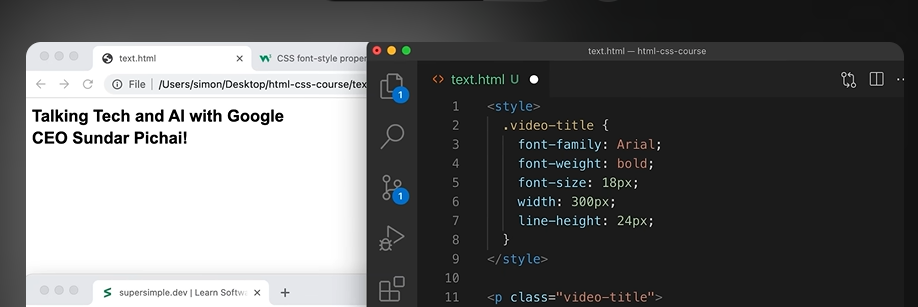 text.html
CSS font-style proper
File
/Users/simon/Desktop/html-css-course/tex
Talking Tech and AI with Google
CEO Sundar Pichai!
supersimple.dev | Learn Softw
text.html — html-css-course
text.html U
1
1
1 <style>
2 .video-title {
3 font-family: Arial;
4 font-weight: bold;
5 font-size: 18px;
6 width: 300px;
7 line-height: 24px;
8 }
9 </style>
10
11 <p class="video-title">